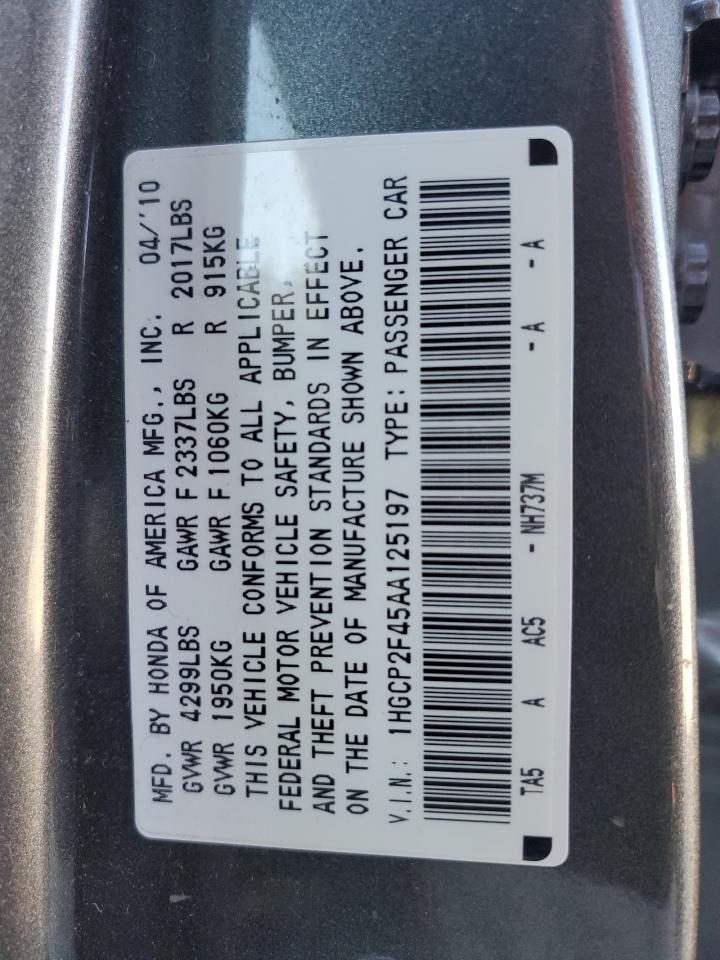 MFD. BY HONDA OF AMERICA MFG., INC. 04/'10
GVWR 4299LBS GAWR F 2337LBS R 2017LBS
GVWR 1950KG GAWR F 1060KG R 915KG
THIS VEHICLE CONFORMS TO ALL APPLICABLE
FEDERAL MOTOR VEHICLE SAFETY, BUMPER,
AND THEFT PREVENTION STANDARDS IN EFFECT
ON THE DATE OF MANUFACTURE SHOWN ABOVE.
V.I.N.: 1HGCP2F45AA125197 TYPE: PASSENGER CAR
TA5 A AC5 - NH737M - A - A